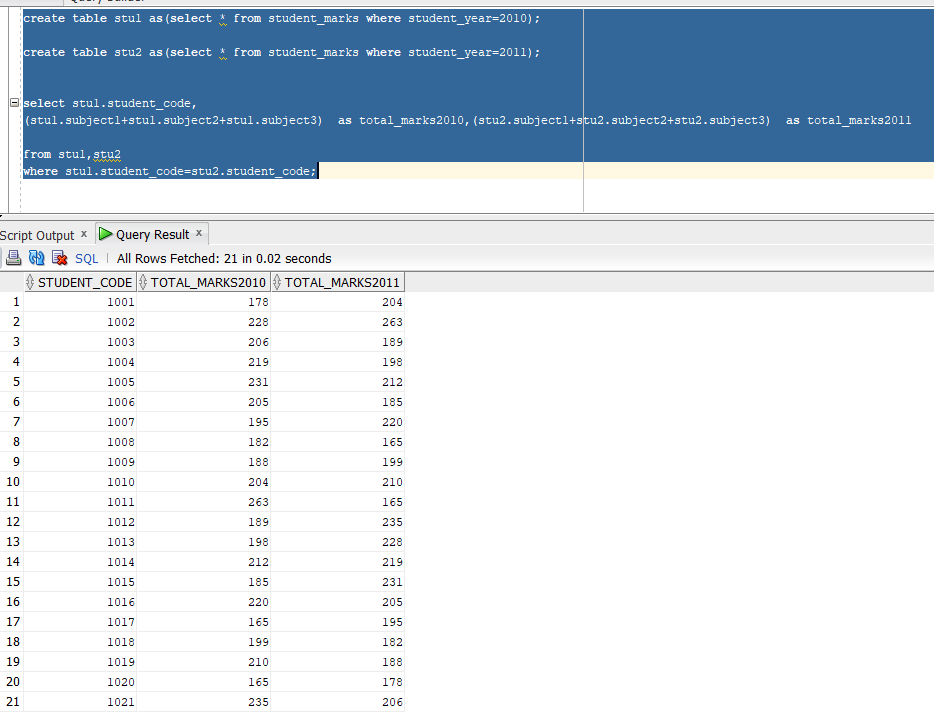 create table stu1 as(select * from student_marks where student_year=2010);
create table stu2 as(select * from student_marks where student_year=2011);
select stu1.student_code,
(stu1.subject1+stu1.subject2+stu1.subject3)  as total_marks2010,(stu2.subject1+stu2.subject2+stu2.subject3)  as total_marks2011
from stu1,stu2
where stu1.student_code=stu2.student_code;
Script Output x Query Result x
SQL | All Rows Fetched: 21 in 0.02 seconds
STUDENT_CODE TOTAL_MARKS2010 TOTAL_MARKS2011
1 1001 178 204
2 1002 228 263
3 1003 206 189
4 1004 219 198
5 1005 231 212
6 1006 205 185
7 1007 195 220
8 1008 182 165
9 1009 188 199
10 1010 204 210
11 1011 263 165
12 1012 189 235
13 1013 198 228
14 1014 212 219
15 1015 185 231
16 1016 220 205
17 1017 165 195
18 1018 199 182
19 1019 210 188
20 1020 165 178
21 1021 235 206